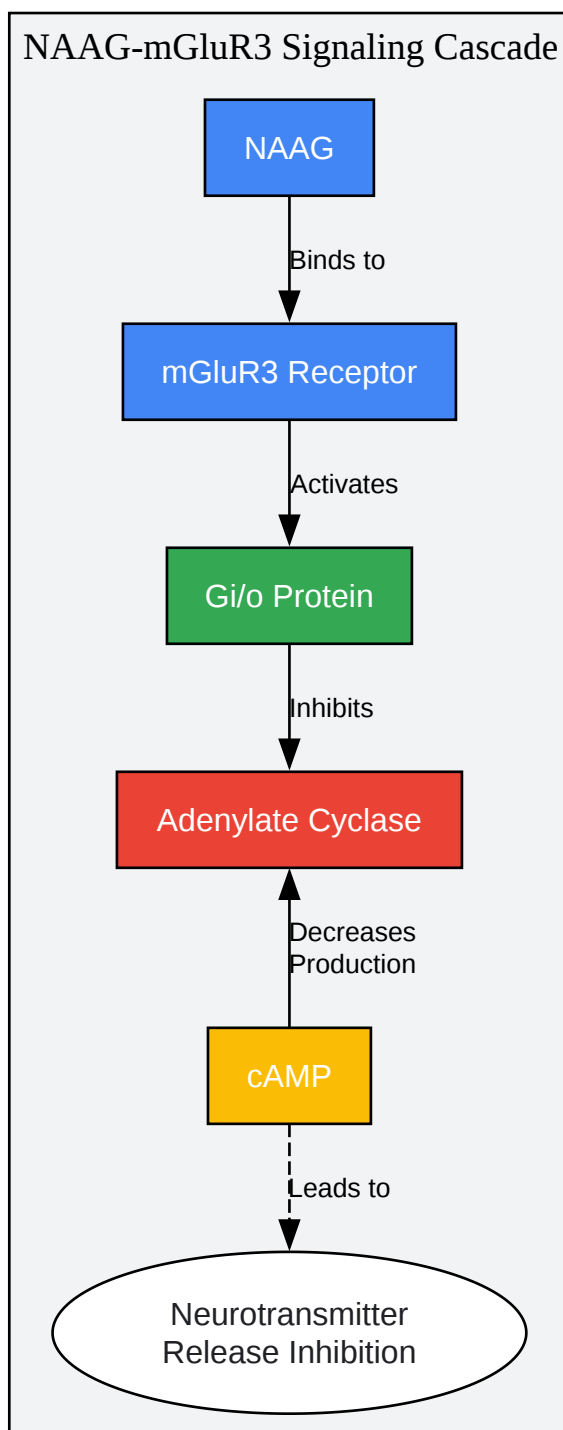 NAAG-mGluR3 Signaling Cascade
NAAG
Binds to
mGluR3 Receptor
Activates
Gi/o Protein
Inhibits
Adenylate Cyclase
Decreases
Production
cAMP
Leads to
Neurotransmitter
Release Inhibition